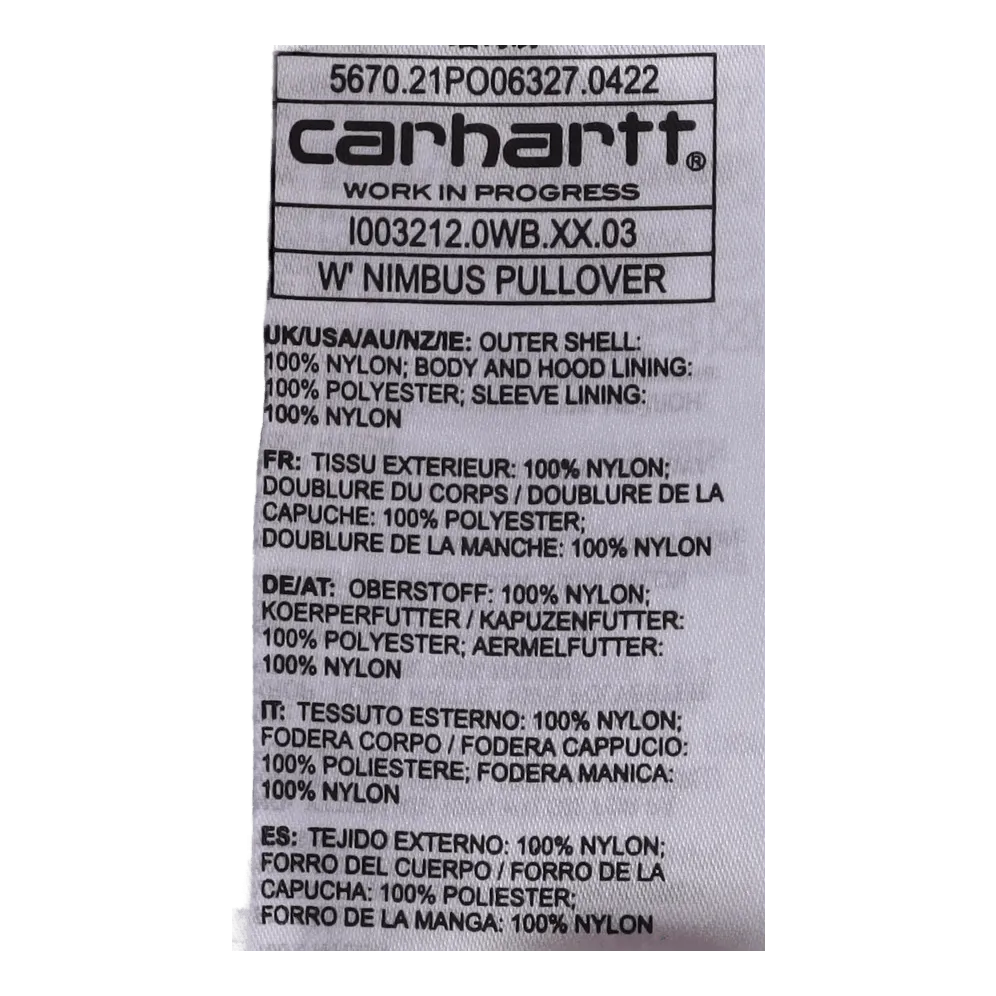 5670.21PO06327.0422
carhartt®
WORK IN PROGRESS
I003212.0WB.XX.03
W' NIMBUS PULLOVER
UK/USA/AU/NZ/IE: OUTER SHELL:
100% NYLON; BODY AND HOOD LINING:
100% POLYESTER; SLEEVE LINING:
100% NYLON
FR: TISSU EXTERIEUR: 100% NYLON;
DOUBLURE DU CORPS / DOUBLURE DE LA
CAPUCHE: 100% POLYESTER;
DOUBLURE DE LA MANCHE: 100% NYLON
DE/AT: OBERSTOFF: 100% NYLON;
KOERPERFUTTER / KAPUZENFUTTER:
100% POLYESTER; AERMELFUTTER:
100% NYLON
IT: TESSUTO ESTERNO: 100% NYLON;
FODERA CORPO / FODERA CAPPUCIO:
100% POLIESTERE; FODERA MANICA:
100% NYLON
ES: TEJIDO EXTERNO: 100% NYLON;
FORRO DEL CUERPO / FORRO DE LA
CAPUCHA: 100% POLIESTER;
FORRO DE LA MANGA: 100% NYLON